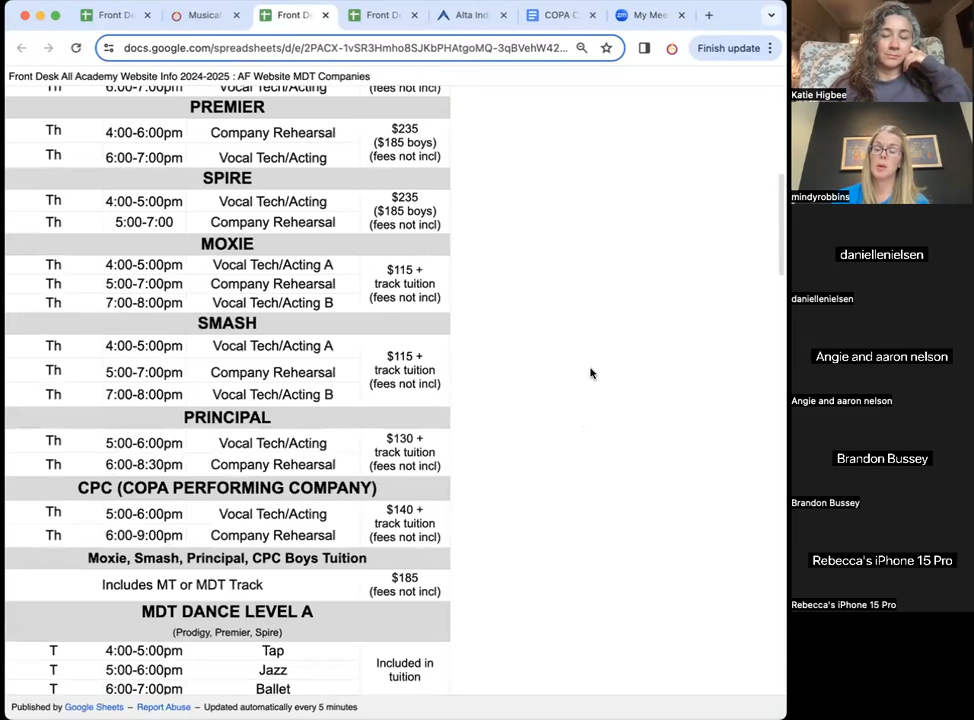 Front De
Musical
Front De
Front De
Alta Ind
COPA C
zm My Mee
docs.google.com/spreadsheets/d/e/2PACX-1vSR3Hmho8SJKbPHAtgoMQ-3qBVehW42...
Finish update
Front Desk All Academy Website Info 2024-2025 : AF Website MDT Companies
Th 6:00-7:00pm Vocal Tech/Acting (fees not incl)
PREMIER
Th 4:00-6:00pm Company Rehearsal
Th 6:00-7:00pm Vocal Tech/Acting
$235
($185 boys)
(fees not incl)
SPIRE
Th 4:00-5:00pm Vocal Tech/Acting
Th 5:00-7:00 Company Rehearsal
$235
($185 boys)
(fees not incl)
MOXIE
Th 4:00-5:00pm Vocal Tech/Acting A
Th 5:00-7:00pm Company Rehearsal
Th 7:00-8:00pm Vocal Tech/Acting B
$115 +
track tuition
(fees not incl)
SMASH
Th 4:00-5:00pm Vocal Tech/Acting A
Th 5:00-7:00pm Company Rehearsal
Th 7:00-8:00pm Vocal Tech/Acting B
$115 +
track tuition
(fees not incl)
PRINCIPAL
Th 5:00-6:00pm Vocal Tech/Acting
Th 6:00-8:30pm Company Rehearsal
$130 +
track tuition
(fees not incl)
CPC (COPA PERFORMING COMPANY)
Th 5:00-6:00pm Vocal Tech/Acting
Th 6:00-9:00pm Company Rehearsal
$140 +
track tuition
(fees not incl)
Moxie, Smash, Principal, CPC Boys Tuition
Includes MT or MDT Track
$185
(fees not incl)
MDT DANCE LEVEL A
(Prodigy, Premier, Spire)
T 4:00-5:00pm Tap
T 5:00-6:00pm Jazz
T 6:00-7:00pm Ballet
Included in
tuition
Published by Google Sheets – Report Abuse – Updated automatically every 5 minutes
Katie Higbee
mindyrobbins
daniellenielsen
daniellenielsen
Angie and aaron nelson
Angie and aaron nelson
Brandon Bussey
Brandon Bussey
Rebecca's iPhone 15 Pro
Rebecca's iPhone 15 Pro